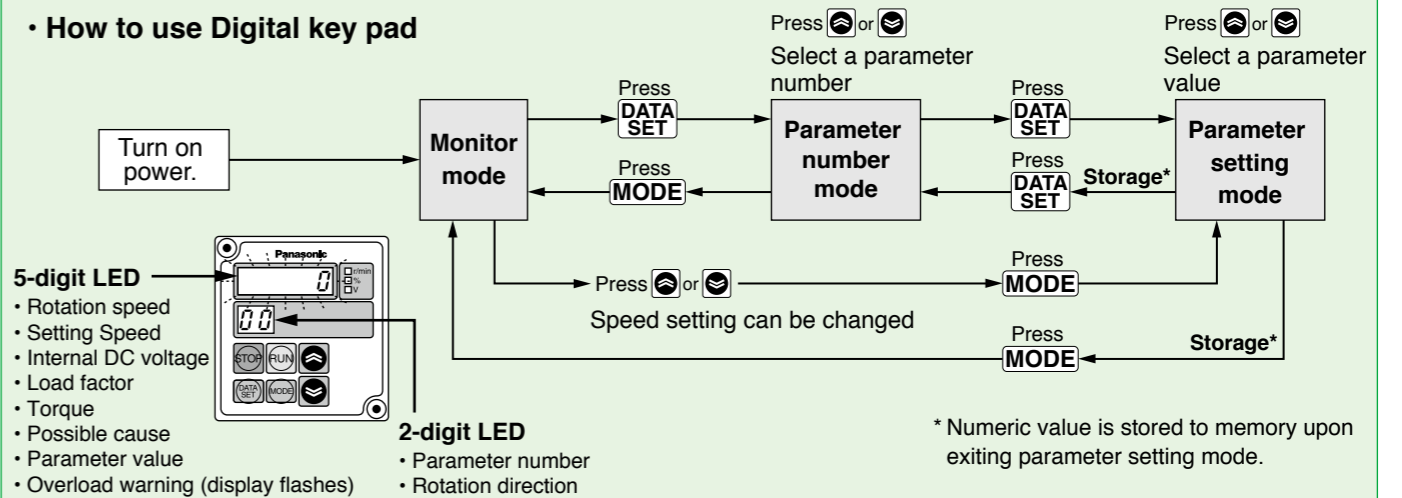 ・How to use Digital key pad
Press or
Select a parameter
number
Press or
Select a parameter
value
Turn on
power.
Monitor
mode
Press
DATA
SET
Press
MODE
Parameter
number
mode
Press
DATA
SET
Press
DATA
SET
Storage*
Parameter
setting
mode
Press or
Speed setting can be changed
Press
MODE
Press
MODE
Storage*
Panasonic
0
r/min
%
V
00
STOP RUN
DATA
SET
MODE
5-digit LED
・Rotation speed
・Setting Speed
・Internal DC voltage
・Load factor
・Torque
・Possible cause
・Parameter value
・Overload warning (display flashes)
2-digit LED
・Parameter number
・Rotation direction
* Numeric value is stored to memory upon
exiting parameter setting mode.